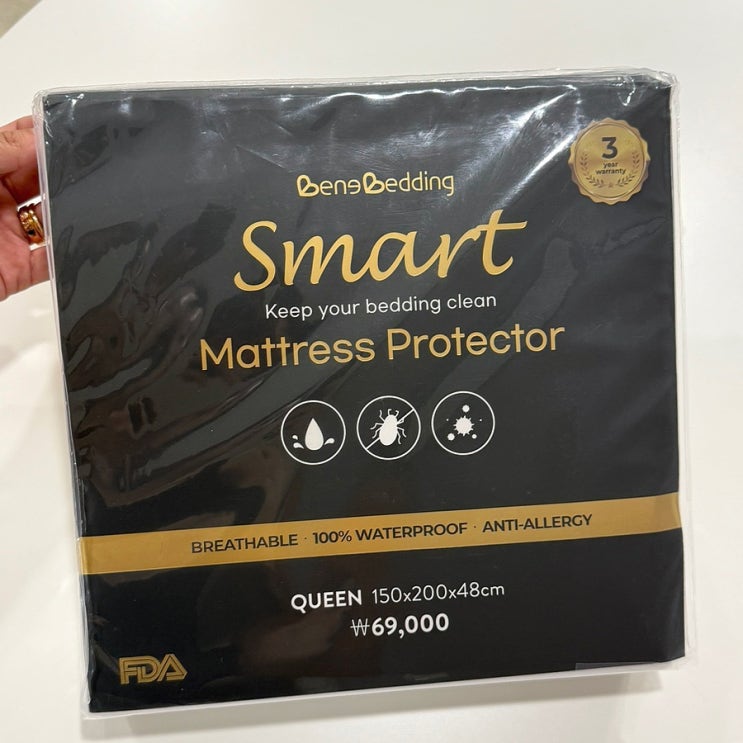 3
year
warranty
BeneBedding
Smart
Keep your bedding clean
Mattress Protector
BREATHABLE · 100% WATERPROOF · ANTI-ALLERGY
QUEEN 150x200x48cm
₩69,000
FDA